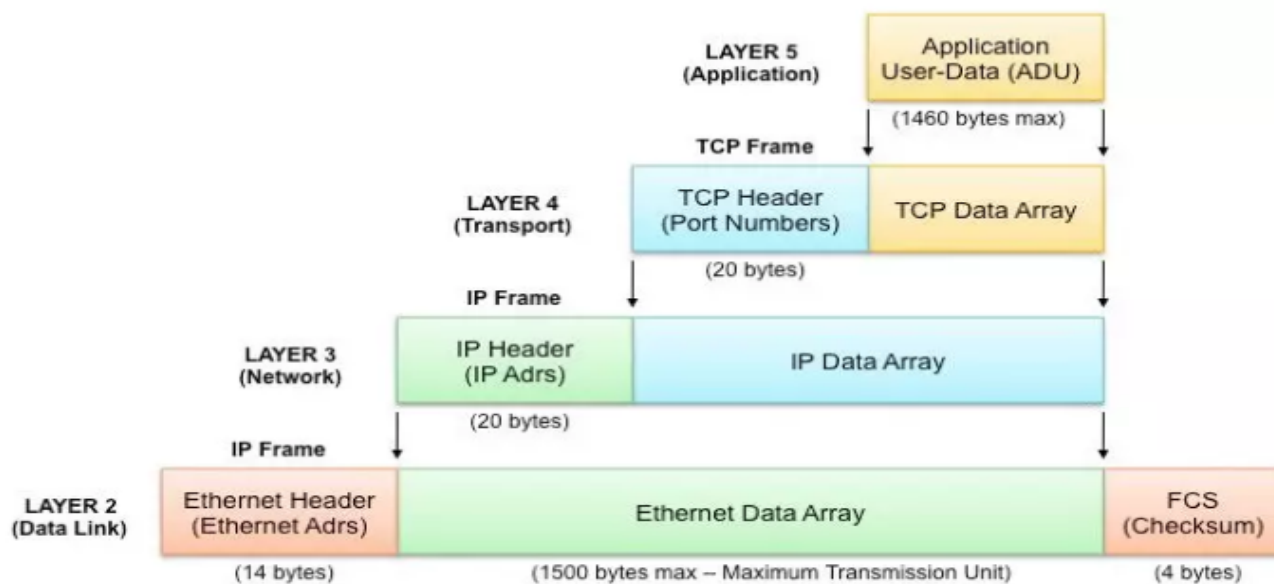 LAYER 5
(Application)
Application
User-Data (ADU)
(1460 bytes max)
TCP Frame
LAYER 4
(Transport)
TCP Header
(Port Numbers)
TCP Data Array
(20 bytes)
IP Frame
LAYER 3
(Network)
IP Header
(IP Adrs)
IP Data Array
(20 bytes)
IP Frame
LAYER 2
(Data Link)
Ethernet Header
(Ethernet Adrs)
Ethernet Data Array
FCS
(Checksum)
(14 bytes)
(1500 bytes max – Maximum Transmission Unit)
(4 bytes)